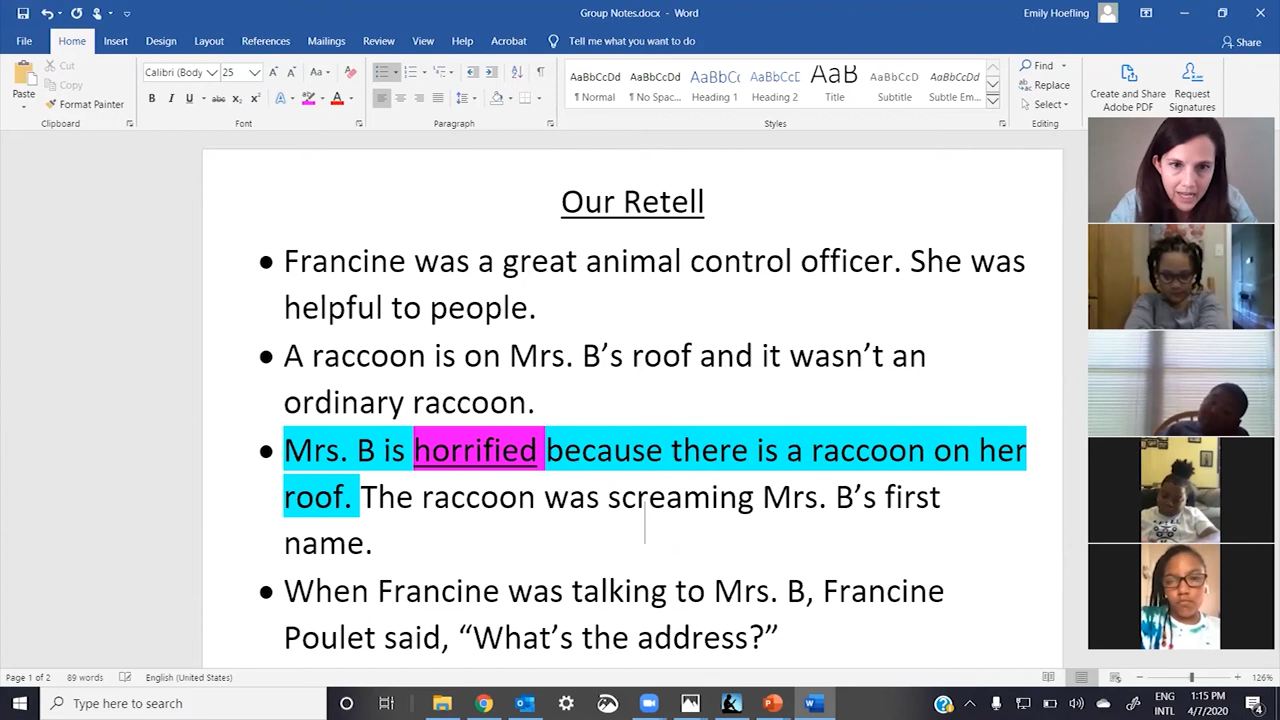 Group Notes.docx - Word
Emily Hoefling
File Home Insert Design Layout References Mailings Review View Help Acrobat Tell me what you want to do
Share
Paste
Cut
Copy
Format Painter
Clipboard
Calibri (Body 25
Font
Paragraph
AaBbCcDd AaBbCcDd AaBbC AaBbCcD AaB AaBbCcD AaBbCcDd
¶ Normal ¶ No Spac... Heading 1 Heading 2 Title Subtitle Subtle Em...
Styles
Find
Replace
Select
Editing
Create and Share Adobe PDF
Request Signatures
Our Retell
• Francine was a great animal control officer. She was
helpful to people.
• A raccoon is on Mrs. B’s roof and it wasn’t an
ordinary raccoon.
• Mrs. B is horrified because there is a raccoon on her
roof. The raccoon was screaming Mrs. B’s first
name.
• When Francine was talking to Mrs. B, Francine
Poulet said, “What’s the address?”
Page 1 of 2 89 words English (United States) 126%
Type here to search
ENG
INTL
1:15 PM
4/7/2020